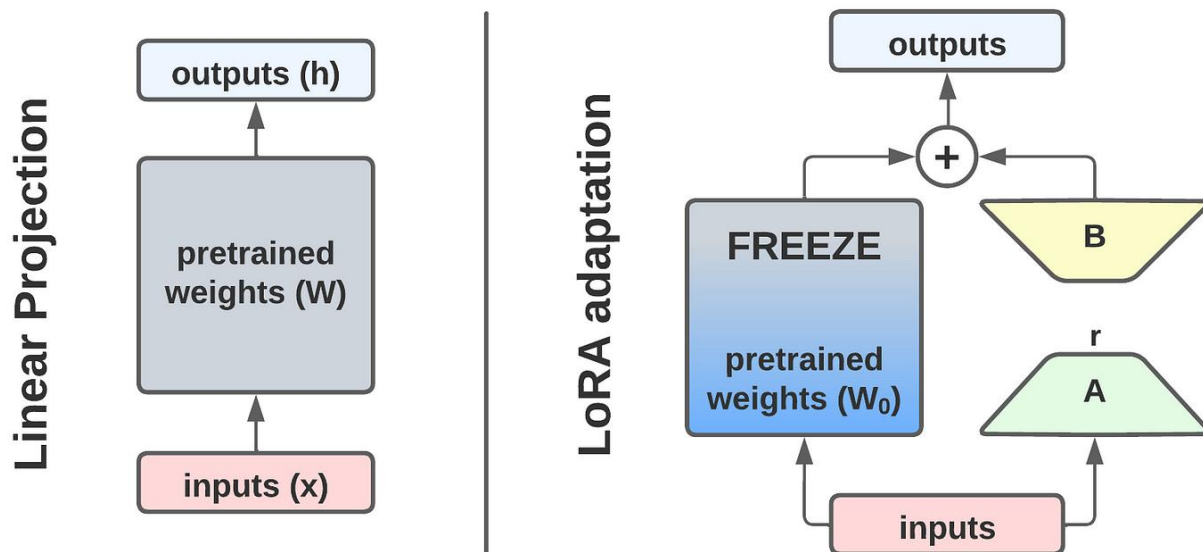 Linear Projection
outputs (h)
pretrained
weights (W)
inputs (x)
LoRA adaptation
outputs
+
FREEZE
pretrained
weights (W₀)
B
r
A
inputs